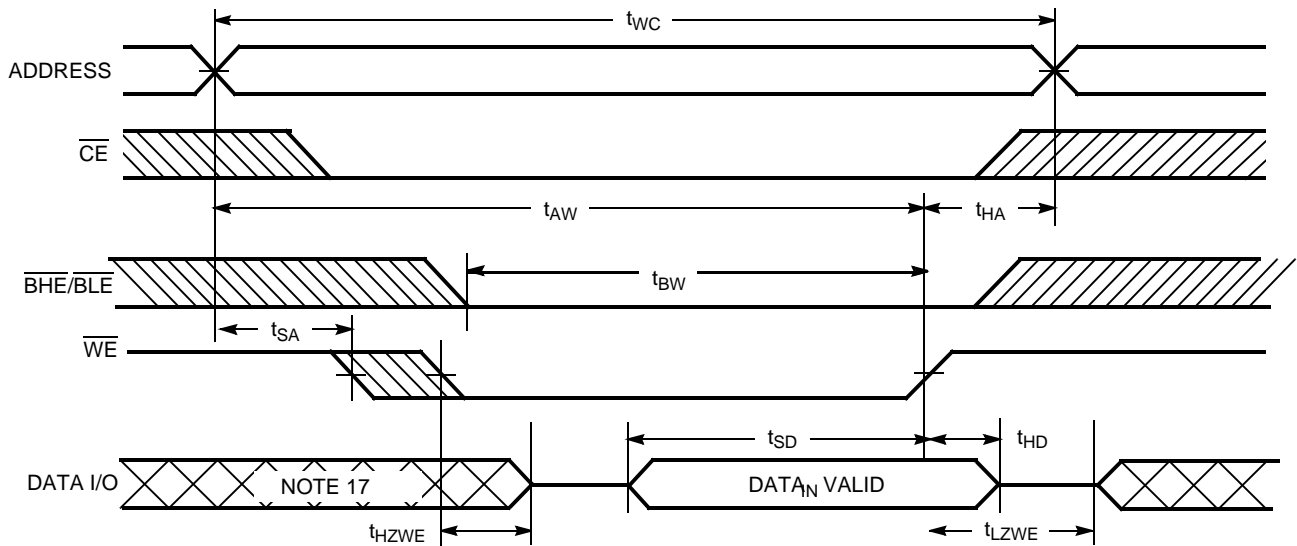 tWC
ADDRESS
CE
tAW
tHA
BHE/BLE
tBW
tSA
WE
tSD
tHD
DATA I/O
NOTE 17
DATAIN VALID
tHZWE
tLZWE